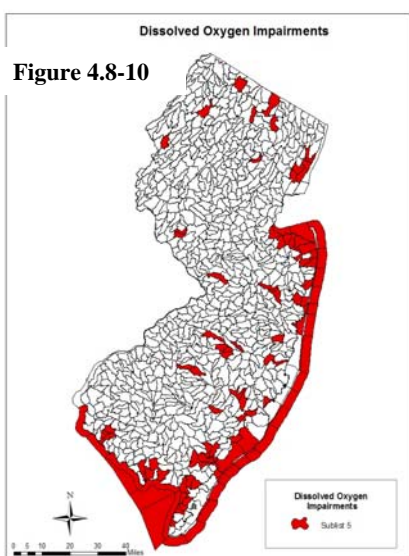 Dissolved Oxygen Impairments
Figure 4.8-10
N
Dissolved Oxygen
Impairments
Sublist 5
0 5 10 20 30 40
Miles